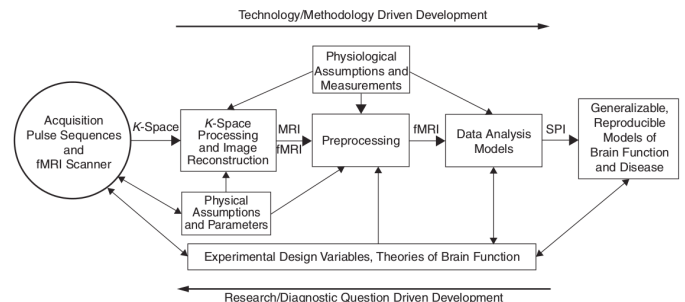 Technology/Methodology Driven Development
Physiological
Assumptions and
Measurements
Acquisition
Pulse Sequences
and
fMRI Scanner
K-Space
K-Space
Processing
and Image
Reconstruction
MRI
fMRI
Preprocessing
fMRI
Data Analysis
Models
SPI
Generalizable,
Reproducible
Models of
Brain Function
and Disease
Physical
Assumptions
and Parameters
Experimental Design Variables, Theories of Brain Function
Research/Diagnostic Question Driven Development